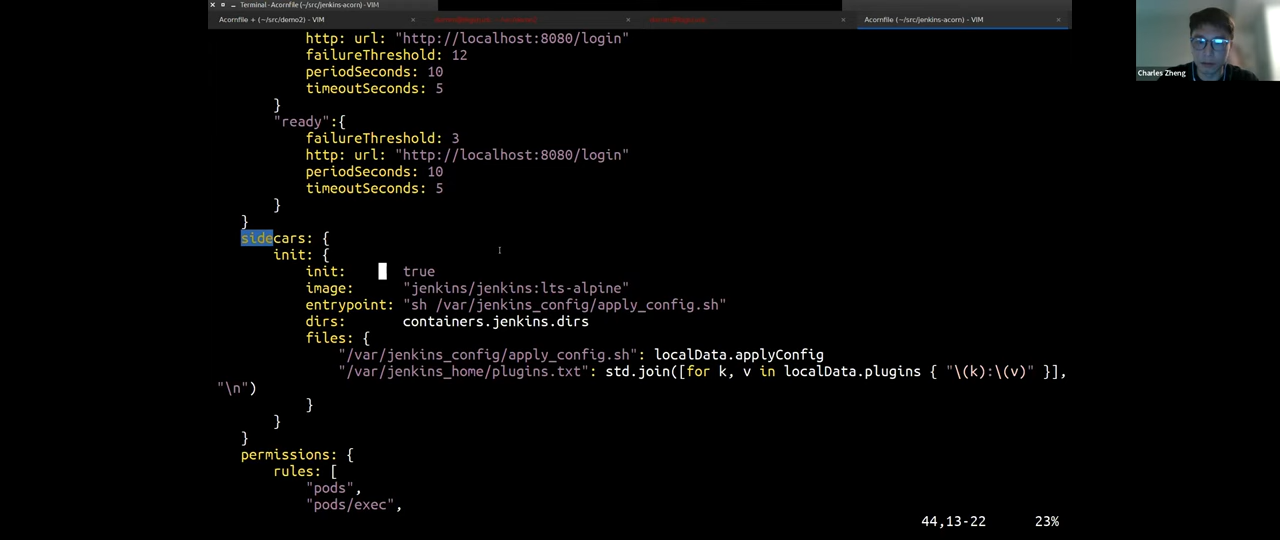 Terminal - Acornfile (~/src/jenkins-acorn) - VIM
Acornfile + (~/src/demo2) - VIM
Acornfile (~/src/jenkins-acorn) - VIM
Charles Zheng
http: url: "http://localhost:8080/login"
failureThreshold: 12
periodSeconds: 10
timeoutSeconds: 5
}
"ready":{
failureThreshold: 3
http: url: "http://localhost:8080/login"
periodSeconds: 10
timeoutSeconds: 5
}
}
sidecars: {
init: {
init: true
image: "jenkins/jenkins:lts-alpine"
entrypoint: "sh /var/jenkins_config/apply_config.sh"
dirs: containers.jenkins.dirs
files: {
"/var/jenkins_config/apply_config.sh": localData.applyConfig
"/var/jenkins_home/plugins.txt": std.join([for k, v in localData.plugins { "\(k):\(v)" }],
"\n")
}
}
}
permissions: {
rules: [
"pods",
"pods/exec",
44,13-22 23%